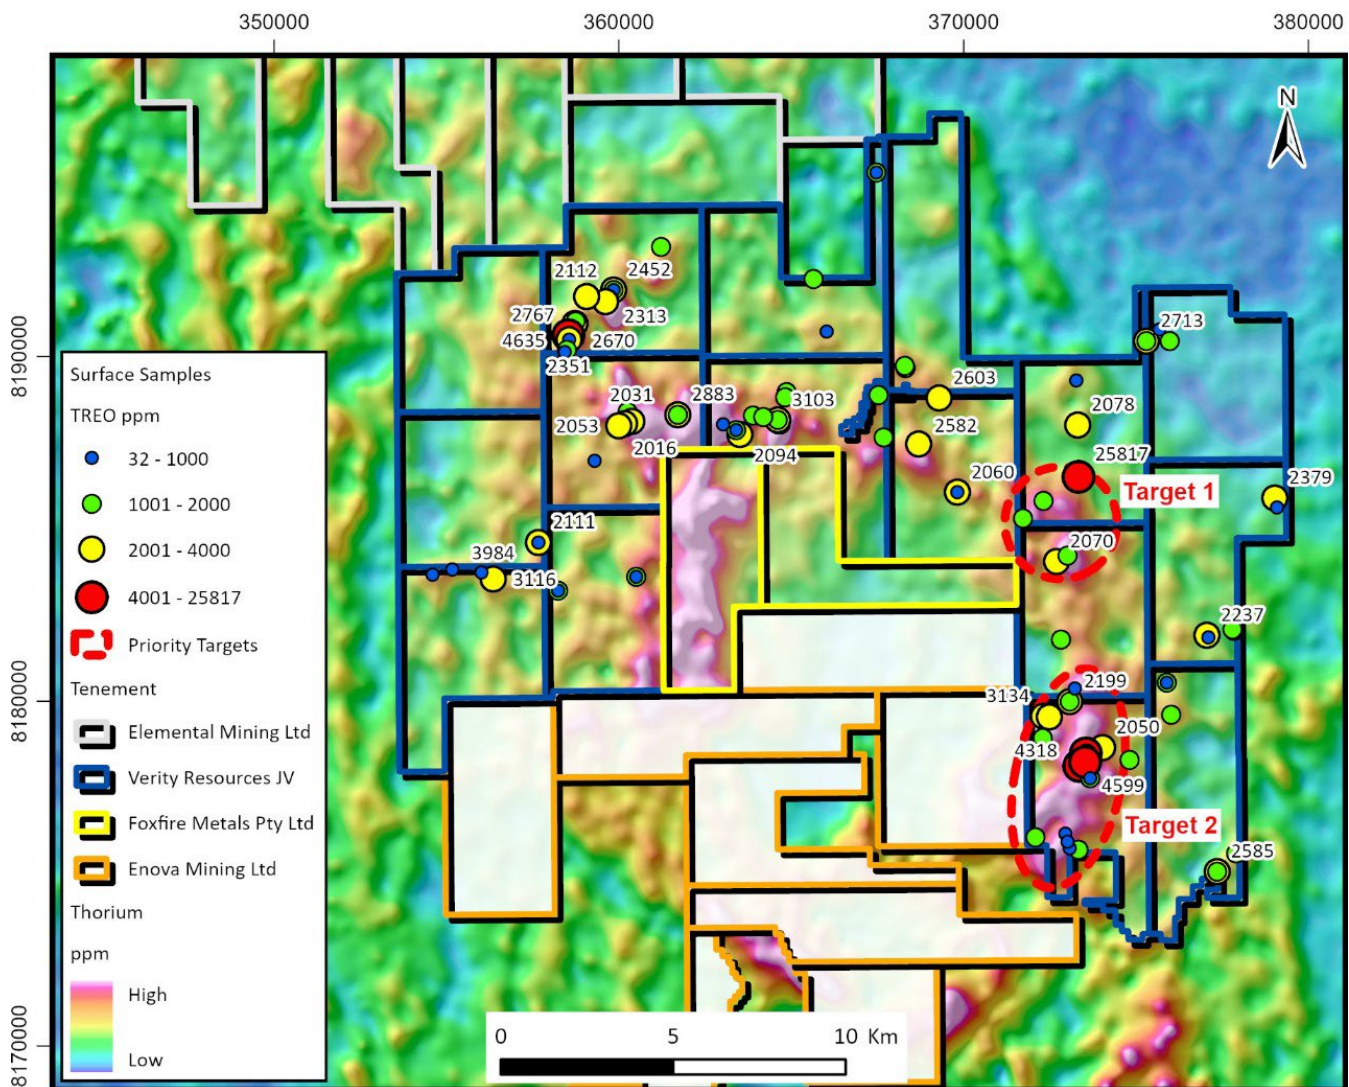 350000
360000
370000
380000
N
8190000
8180000
8170000
2112
2452
2767
2313
4635
2670
2351
2713
2603
2031
2883
3103
2078
2053
2582
2016
2094
25817
2060
2379
Target 1
2111
2070
3984
3116
2237
2199
3134
2050
4318
4599
Target 2
2585
Surface Samples
TREO ppm
32 - 1000
1001 - 2000
2001 - 4000
4001 - 25817
Priority Targets
Tenement
Elemental Mining Ltd
Verity Resources JV
Foxfire Metals Pty Ltd
Enova Mining Ltd
Thorium
ppm
High
Low
0 5 10 Km